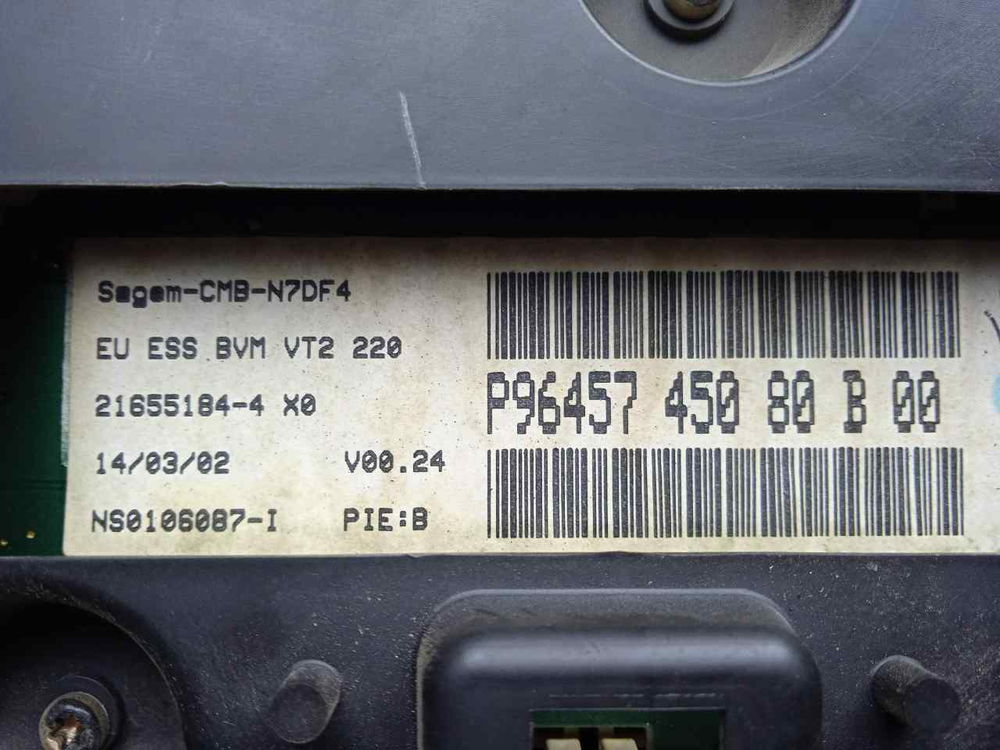 Sagem-CMB-N7DF4
EU ESS BVM VT2 220
21655184-4 X0
14/03/02 V00.24
NS0106087-I PIE:B
P96457 450 80 B 00